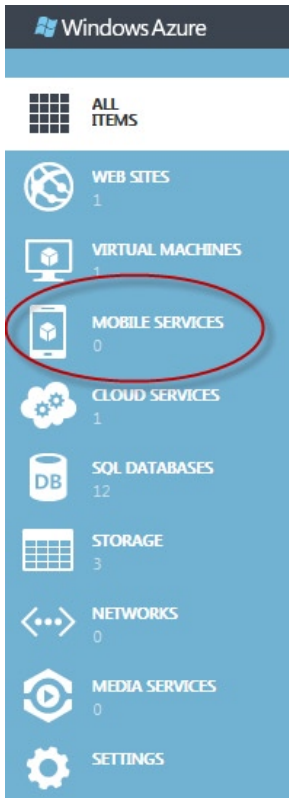 Windows Azure
ALL
ITEMS
WEB SITES
1
VIRTUAL MACHINES
1
MOBILE SERVICES
0
CLOUD SERVICES
1
DB
SQL DATABASES
12
STORAGE
3
NETWORKS
0
MEDIA SERVICES
0
SETTINGS